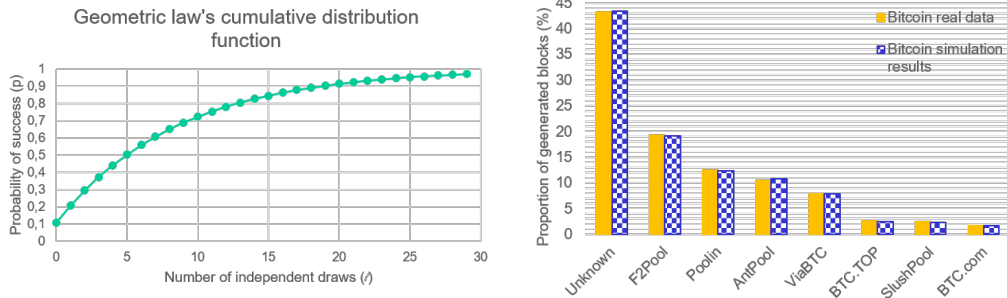 Geometric law's cumulative distribution
function
Probability of success (p)
1
0,9
0,8
0,7
0,6
0,5
0,4
0,3
0,2
0,1
0
0 5 10 15 20 25 30
Number of independent draws (ℓ)
Proportion of geenerated blocks (%)
45
40
35
30
25
20
15
10
5
0
Bitcoin real data
Bitcoin simulation
results
Unknown
F2Pool
Poolin
AntPool
ViaBTC
BTC.TOP
SlushPool
BTC.com